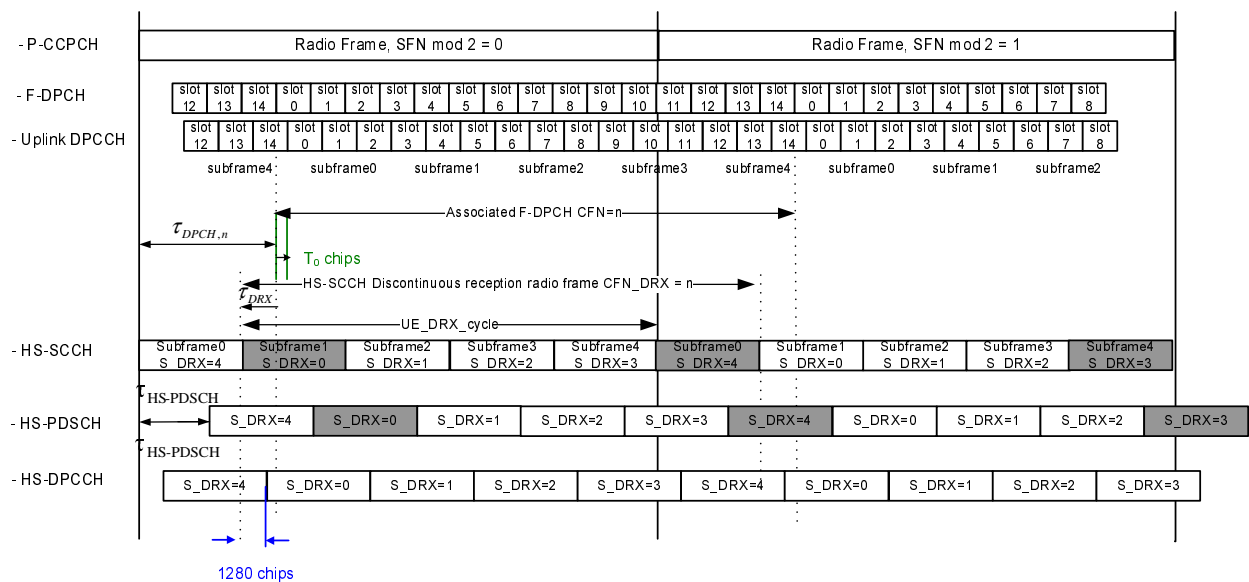 - P-CCPCH
Radio Frame, SFN mod 2 = 0
Radio Frame, SFN mod 2 = 1
- F-DPCH
slot slot slot slot slot slot slot slot slot slot slot slot slot slot slot slot slot slot slot slot slot slot slot slot slot slot slot
12 13 14 0 1 2 3 4 5 6 7 8 9 10 11 12 13 14 0 1 2 3 4 5 6 7 8
- Uplink DPCCH
slot slot slot slot slot slot slot slot slot slot slot slot slot slot slot slot slot slot slot slot slot slot slot slot slot slot slot
12 13 14 0 1 2 3 4 5 6 7 8 9 10 11 12 13 14 0 1 2 3 4 5 6 7 8
subframe4 subframe0 subframe1 subframe2 subframe3 subframe4 subframe0 subframe1 subframe2
Associated F-DPCH CFN=n
τDPCH,n
T0 chips
HS-SCCH Discontinuous reception radio frame CFN_DRX = n
τDRX
UE_DRX_cycle
- HS-SCCH
Subframe0 Subframe1 Subframe2 Subframe3 Subframe4 Subframe0 Subframe1 Subframe2 Subframe3 Subframe4
S_DRX=4 S_DRX=0 S_DRX=1 S_DRX=2 S_DRX=3 S_DRX=4 S_DRX=0 S_DRX=1 S_DRX=2 S_DRX=3
τHS-PDSCH
- HS-PDSCH
S_DRX=4 S_DRX=0 S_DRX=1 S_DRX=2 S_DRX=3 S_DRX=4 S_DRX=0 S_DRX=1 S_DRX=2 S_DRX=3
τHS-PDSCH
- HS-DPCCH
S_DRX=4 S_DRX=0 S_DRX=1 S_DRX=2 S_DRX=3 S_DRX=4 S_DRX=0 S_DRX=1 S_DRX=2 S_DRX=3
1280 chips